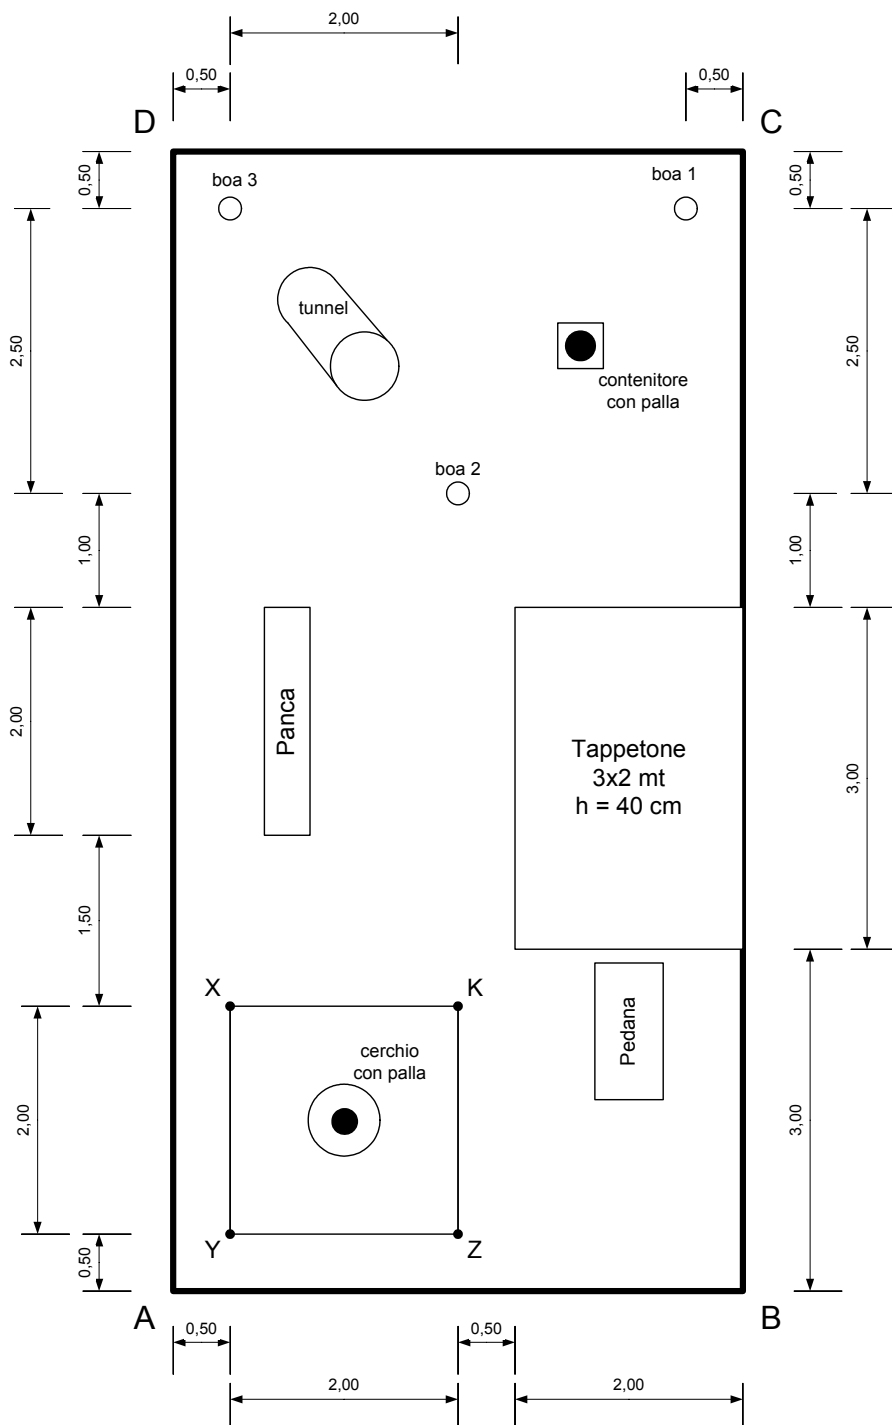 2,00
0,50
0,50
D
C
0,50
0,50
boa 3
boa 1
tunnel
2,50
2,50
contenitore
con palla
boa 2
1,00
1,00
2,00
Panca
Tappetone
3x2 mt
h = 40 cm
3,00
1,50
X
K
Pedana
cerchio
con palla
2,00
3,00
Y
Z
0,50
A
B
0,50
0,50
2,00
2,00